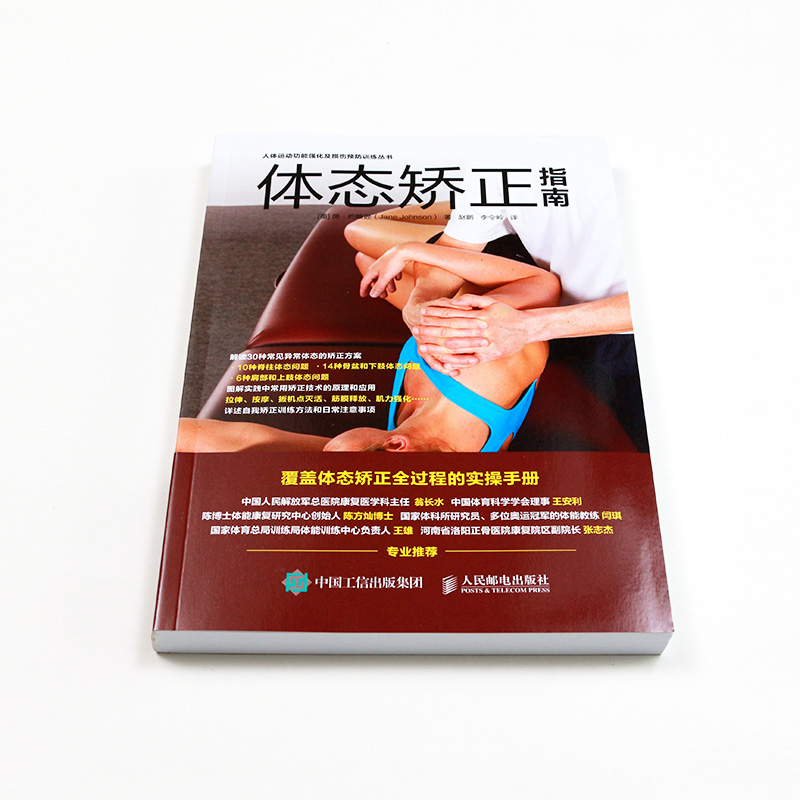 人体运动功能强化及损伤预防训练丛书
体态矫正指南
[英] 简·约翰逊（Jane Johnson） 著 赵鹏 李令岭 译
解读30种常见异常体态的矫正方案
·10种脊柱体态问题 ·14种骨盆和下肢体态问题
·6种肩部和上肢体态问题
图解实践中常用矫正技术的原理和应用
拉伸、按摩、扳机点灭活、筋膜释放、肌力强化……
详述自我矫正训练方法和日常注意事项
覆盖体态矫正全过程的实操手册
中国人民解放军总医院康复医学科主任 翁长水 中国体育科学学会理事 王安利
陈博士体能康复研究中心创始人 陈方灿博士 国家体科所研究员、多位奥运冠军的体能教练 闫琪
国家体育总局训练局体能训练中心负责人 王雄 河南省洛阳正骨医院康复院区副院长 张志杰
专业推荐
中国工信出版集团 人民邮电出版社
POSTS & TELECOM PRESS